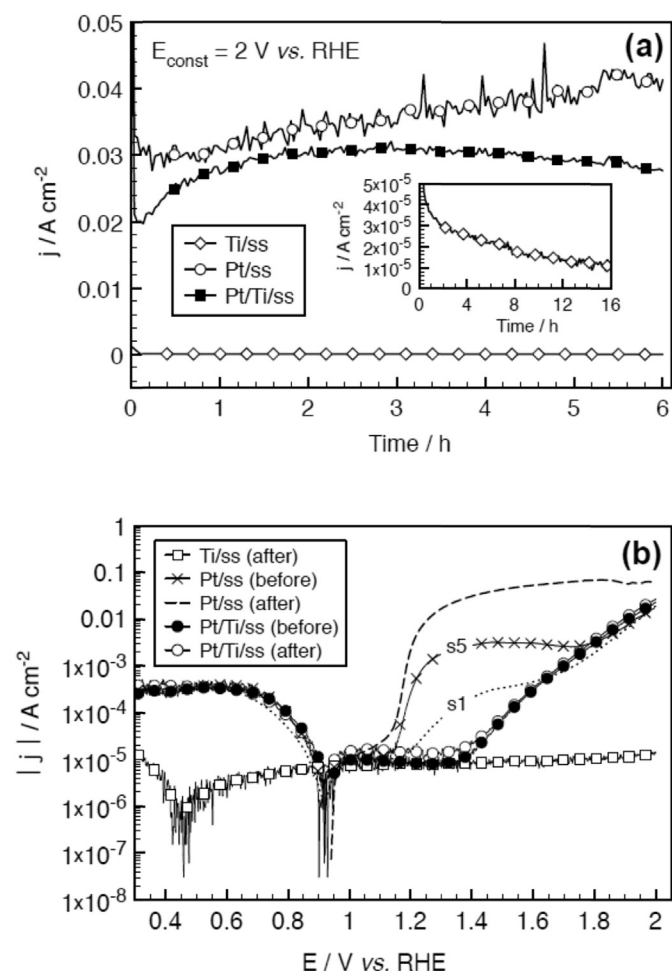 (a)
E_const = 2 V vs. RHE
0.05
0.04
0.03
0.02
0.01
0
j / A cm⁻²
Ti/ss
Pt/ss
Pt/Ti/ss
5x10⁻⁵
4x10⁻⁵
3x10⁻⁵
2x10⁻⁵
1x10⁻⁵
0
j / A cm⁻²
0 4 8 12 16
Time / h
0 1 2 3 4 5 6
Time / h
(b)
1
0.1
0.01
1x10⁻³
1x10⁻⁴
1x10⁻⁵
1x10⁻⁶
1x10⁻⁷
1x10⁻⁸
| j | / A cm⁻²
Ti/ss (after)
Pt/ss (before)
Pt/ss (after)
Pt/Ti/ss (before)
Pt/Ti/ss (after)
s5
s1
0.4 0.6 0.8 1 1.2 1.4 1.6 1.8 2
E / V vs. RHE